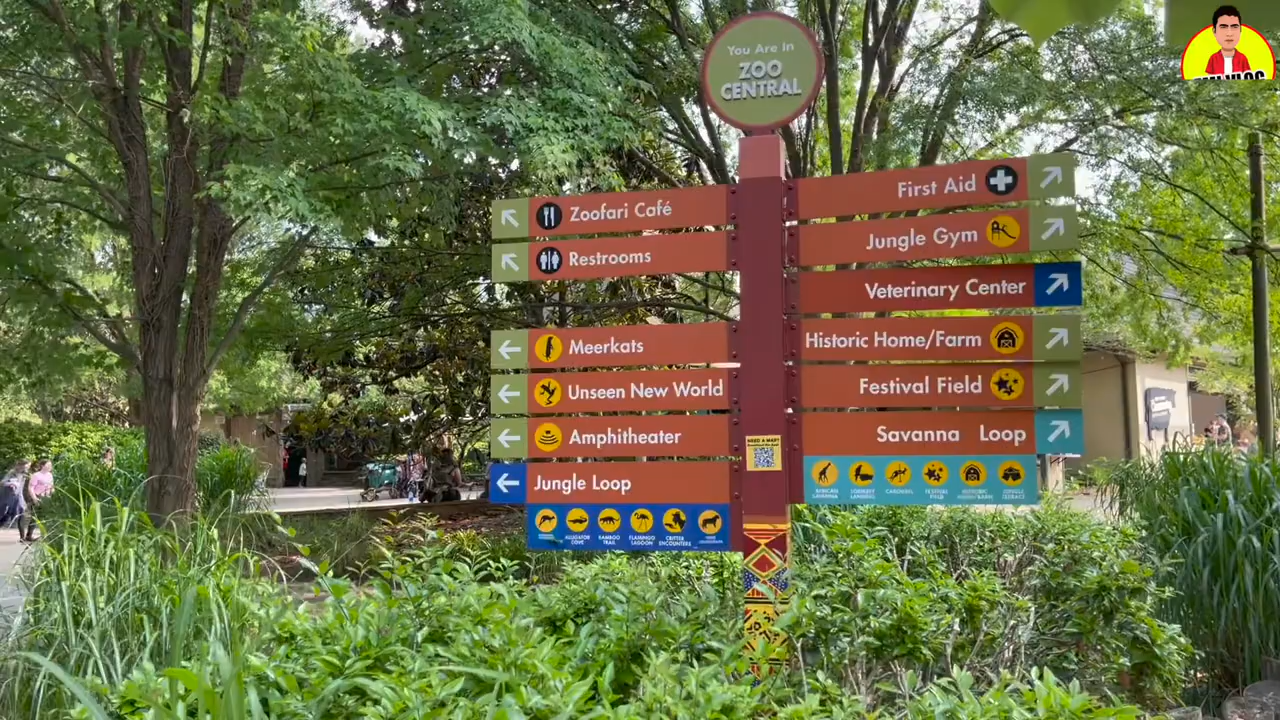 You Are In
ZOO
CENTRAL
Zoofari Café
Restrooms
Meerkats
Unseen New World
Amphitheater
Jungle Loop
ALLIGATOR
COVE
BAMBOO
TRAIL
FLAMINGO
LAGOON
CRITTER
ENCOUNTERS
First Aid
Jungle Gym
Veterinary Center
Historic Home/Farm
Festival Field
Savanna Loop
AFRICAN
SAVANNA
CAROUSEL
FESTIVAL
FIELD
NEED A MAP?